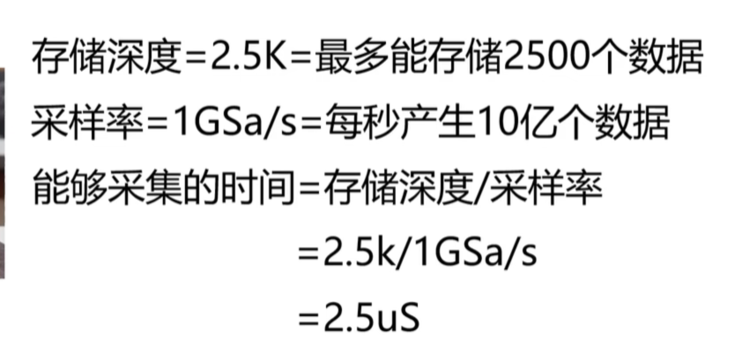 存储深度=2.5K=最多能存储2500个数据
采样率=1GSa/s=每秒产生10亿个数据
能够采集的时间=存储深度/采样率
=2.5k/1GSa/s
=2.5uS